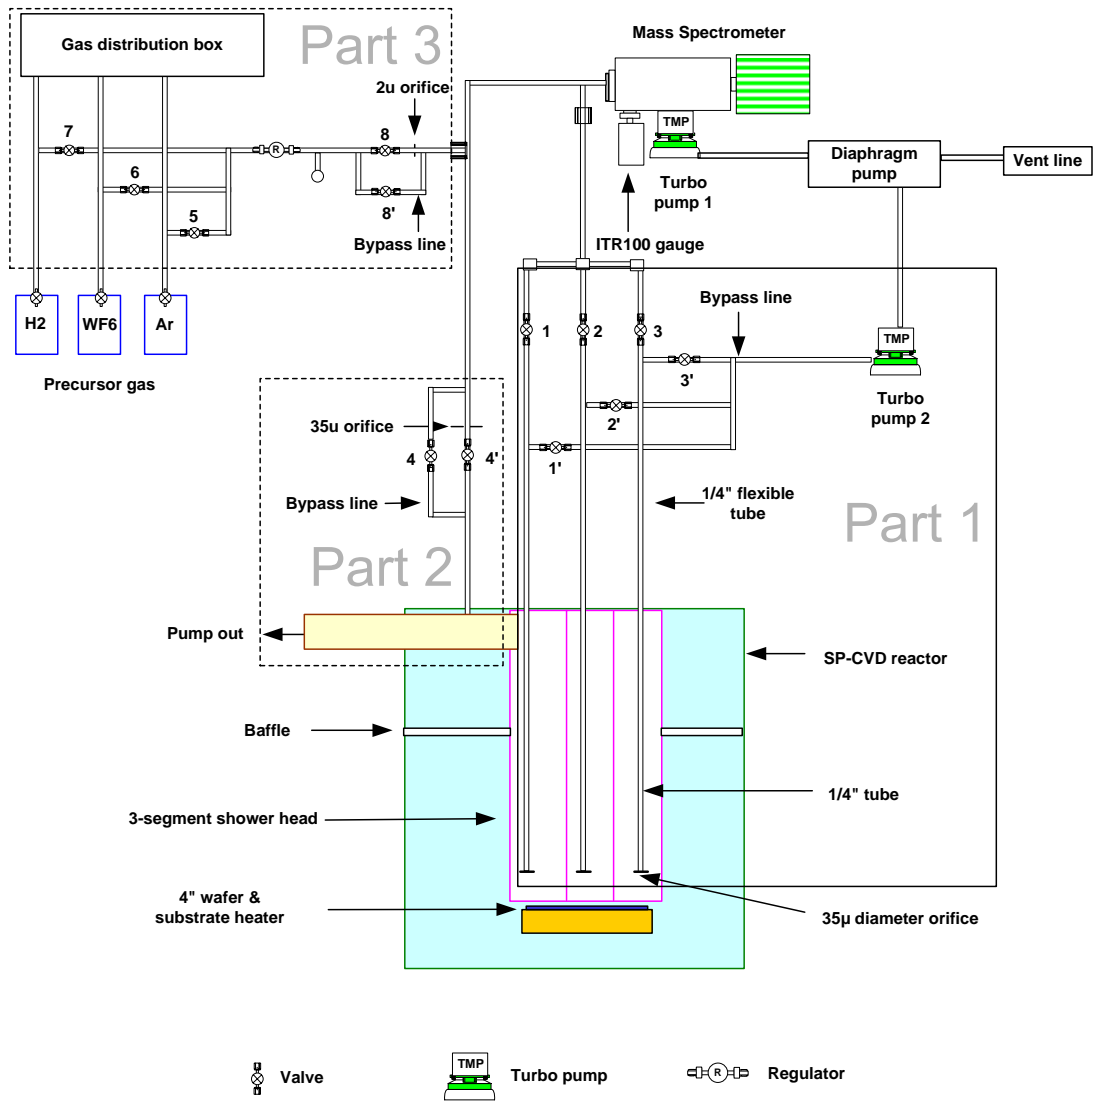 Gas distribution box
Part 3
Mass Spectrometer
2u orifice
TMP
7
8
R
Diaphragm
pump
Vent line
6
Turbo
pump 1
5
8'
Bypass line
ITR100 gauge
H2
WF6
Ar
Bypass line
1
2
3
TMP
Precursor gas
3'
Turbo
pump 2
35u orifice
2'
4
4'
1'
Bypass line
1/4" flexible
tube
Part 1
Part 2
Pump out
SP-CVD reactor
Baffle
1/4" tube
3-segment shower head
4" wafer &
substrate heater
35µ diameter orifice
Valve
TMP
Turbo pump
R
Regulator